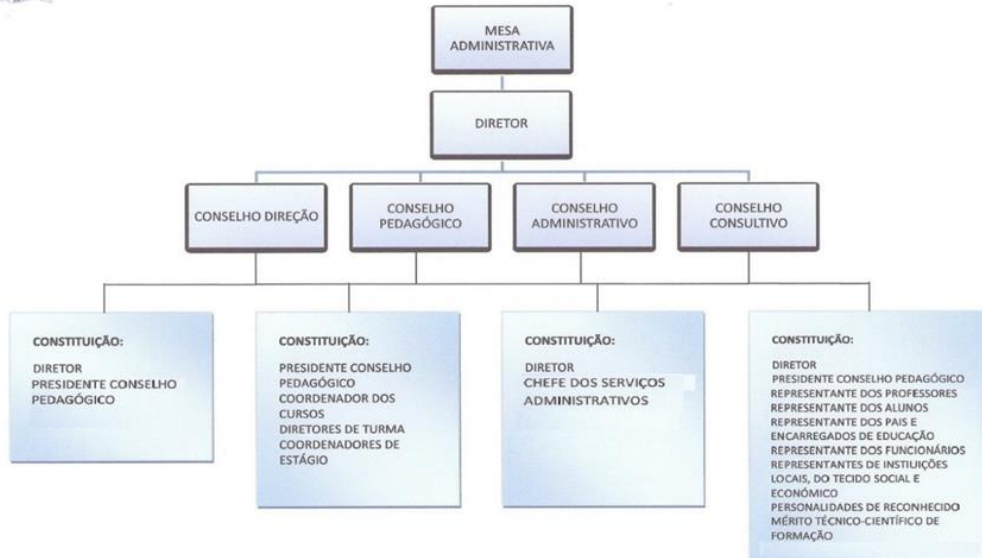 MESA
ADMINISTRATIVA
DIRETOR
CONSELHO DIREÇÃO
CONSELHO
PEDAGÓGICO
CONSELHO
ADMINISTRATIVO
CONSELHO
CONSULTIVO
CONSTITUIÇÃO:
DIRETOR
PRESIDENTE CONSELHO
PEDAGÓGICO
CONSTITUIÇÃO:
PRESIDENTE CONSELHO
PEDAGÓGICO
COORDENADOR DOS
CURSOS
DIRETORES DE TURMA
COORDENADORES DE
ESTÁGIO
CONSTITUIÇÃO:
DIRETOR
CHEFE DOS SERVIÇOS
ADMINISTRATIVOS
CONSTITUIÇÃO:
DIRETOR
PRESIDENTE CONSELHO PEDAGÓGICO
REPRESENTANTE DOS PROFESSORES
REPRESENTANTE DOS ALUNOS
REPRESENTANTE DOS PAIS E
ENCARREGADOS DE EDUCAÇÃO
REPRESENTANTE DOS FUNCIONÁRIOS
REPRESENTANTES DE INSTIUIÇÕES
LOCAIS, DO TECIDO SOCIAL E
ECONÓMICO
PERSONALIDADES DE RECONHECIDO
MÉRITO TÉCNICO-CIENTÍFICO DE
FORMAÇÃO